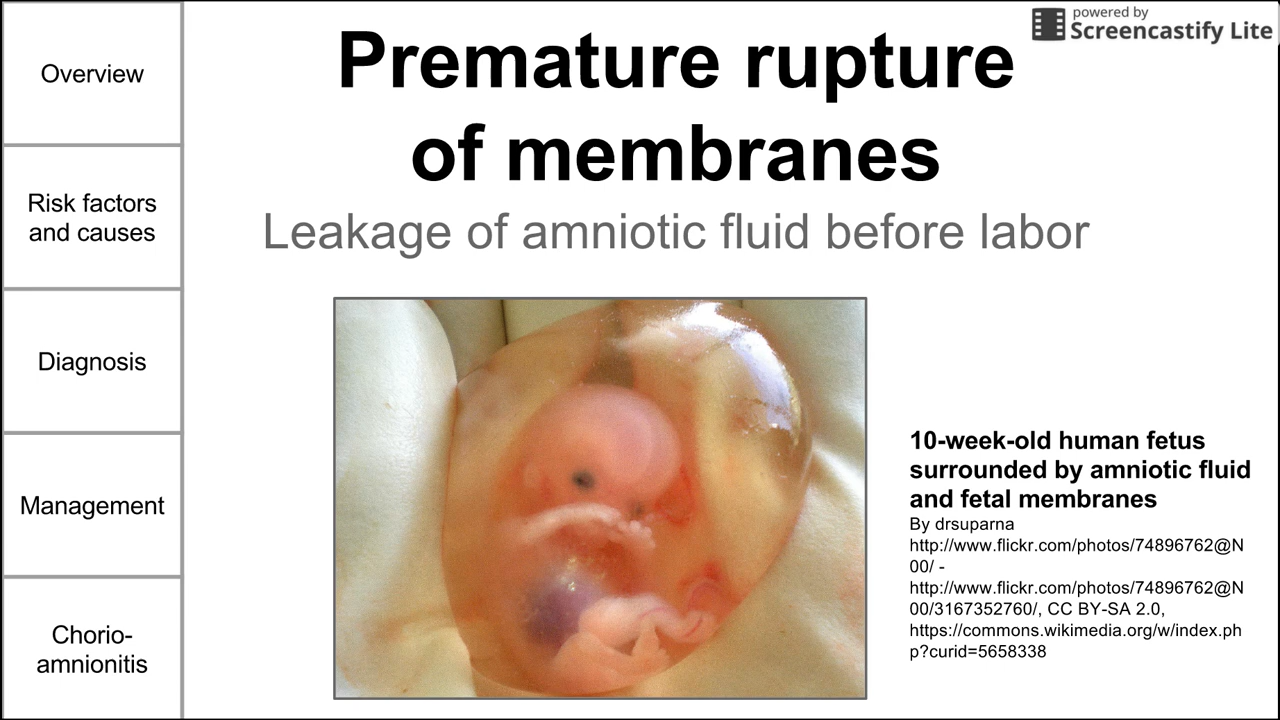 powered by
Screencastify Lite
Premature rupture
of membranes
Leakage of amniotic fluid before labor
Overview
Risk factors
and causes
Diagnosis
Management
Chorio-
amnionitis
10-week-old human fetus
surrounded by amniotic fluid
and fetal membranes
By drsuparna
http://www.flickr.com/photos/74896762@N
00/ -
http://www.flickr.com/photos/74896762@N
00/3167352760/, CC BY-SA 2.0,
https://commons.wikimedia.org/w/index.ph
p?curid=5658338